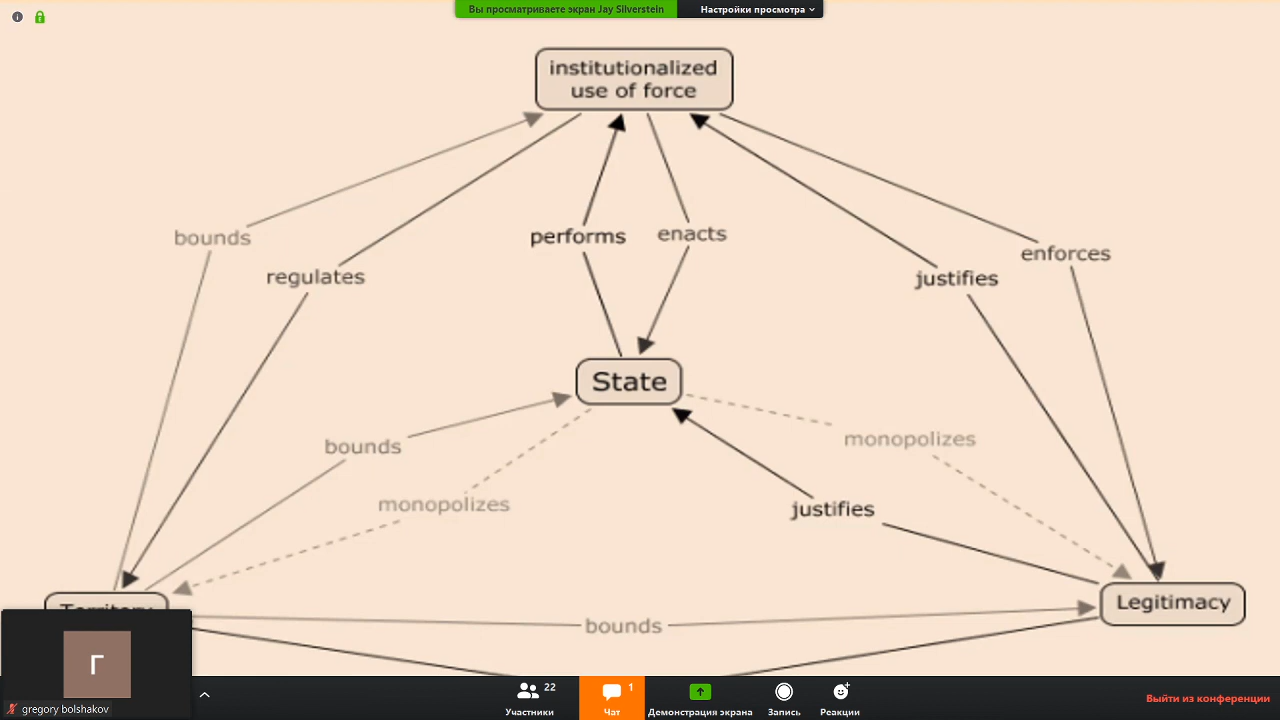 Вы просматриваете экран Jay Silverstein
Настройки просмотра
institutionalized
use of force
bounds
regulates
performs
enacts
justifies
enforces
State
bounds
monopolizes
monopolizes
justifies
Territory
Legitimacy
bounds
Г
gregory bolshakov
22
Участники
1
Чат
Демонстрация экрана
Запись
Реакции
Выйти из конференции